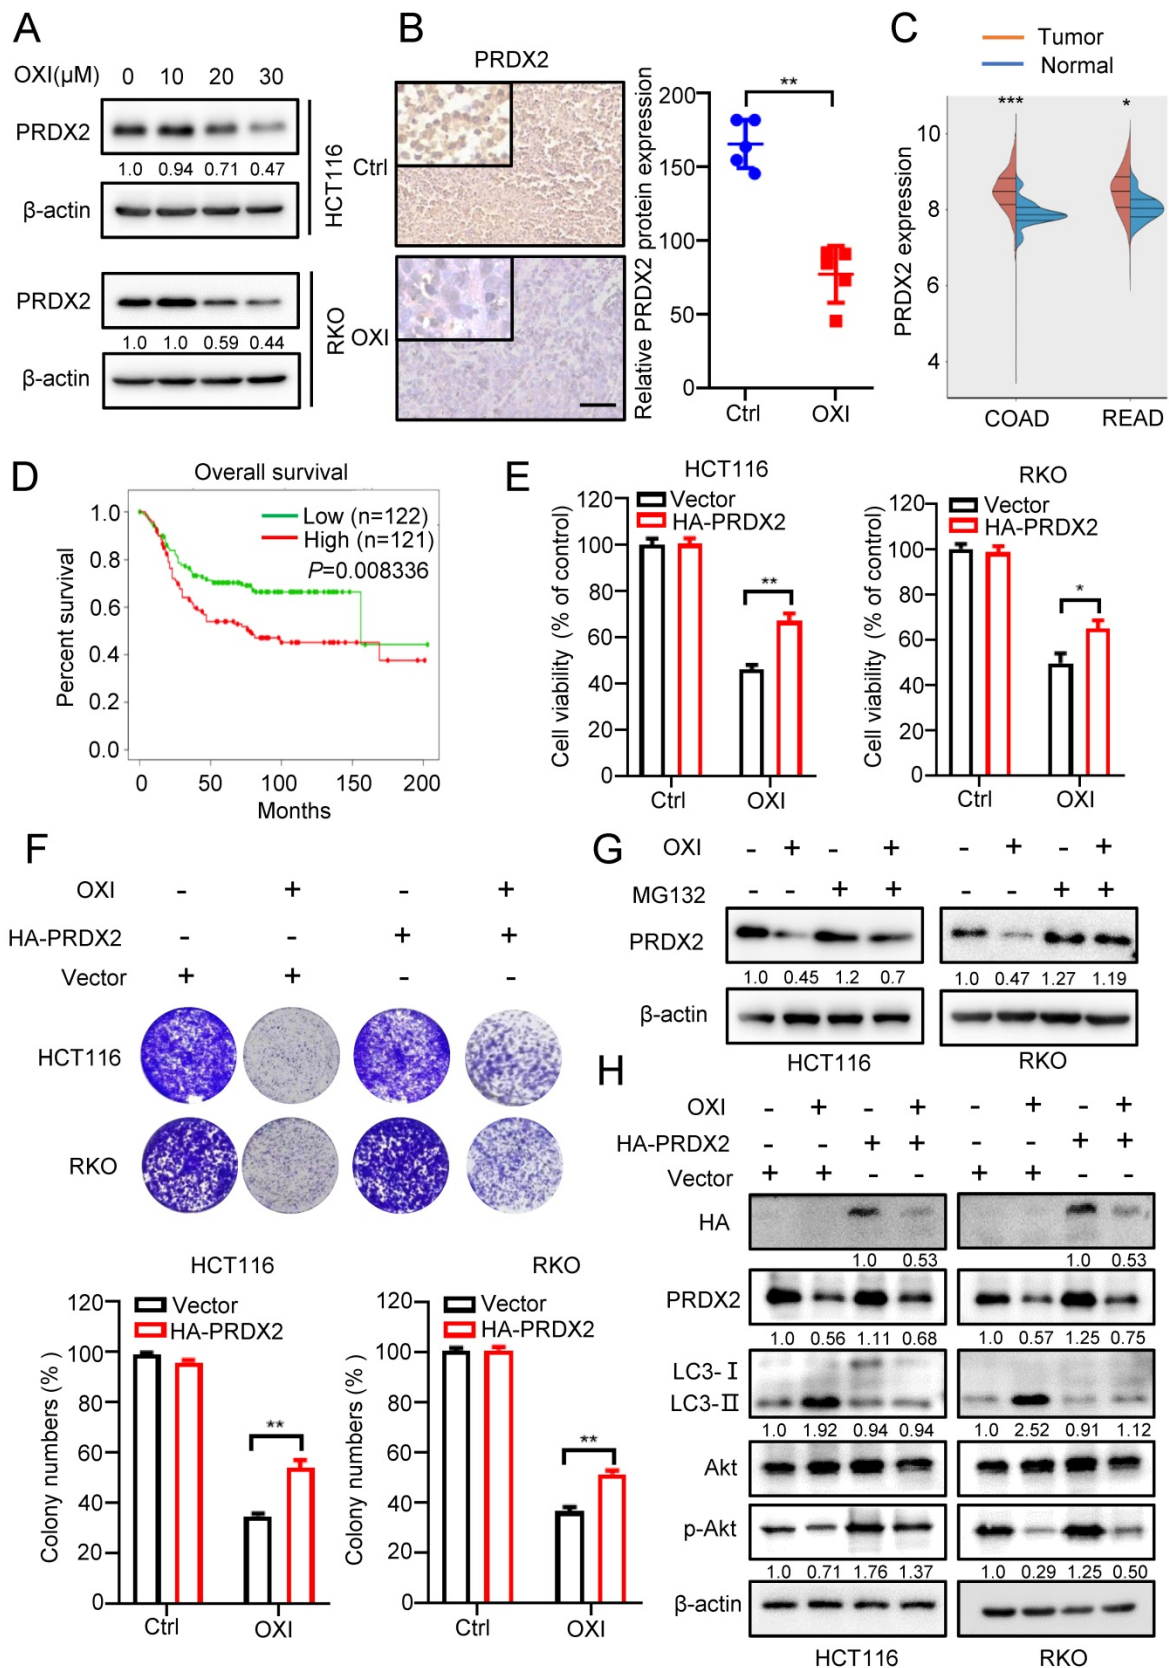 A
OXI(μM) 0 10 20 30
PRDX2
1.0 0.94 0.71 0.47
β-actin
HCT116
PRDX2
1.0 1.0 0.59 0.44
β-actin
RKO
B
PRDX2
Ctrl
OXI
Relative PRDX2 protein expression
200
150
100
50
0
**
Ctrl OXI
C
Tumor
Normal
PRDX2 expression
10
8
6
4
*** *
COAD READ
D
Overall survival
Low (n=122)
High (n=121)
P=0.008336
Percent survival
1.0
0.8
0.6
0.4
0.2
0.0
0 50 100 150 200
Months
E
HCT116
Vector
HA-PRDX2
Cell viability (% of control)
120
100
80
60
40
20
0
**
Ctrl OXI
RKO
Vector
HA-PRDX2
Cell viability (% of control)
120
100
80
60
40
20
0
*
Ctrl OXI
F
OXI - + - +
HA-PRDX2 - - + +
Vector + + - -
HCT116
RKO
HCT116
Vector
HA-PRDX2
Colony numbers (% )
120
100
80
60
40
20
0
**
Ctrl OXI
RKO
Vector
HA-PRDX2
Colony numbers (% )
120
100
80
60
40
20
0
**
Ctrl OXI
G
OXI - + - + - + - +
MG132 - - + + - - + +
PRDX2
1.0 0.45 1.2 0.7 1.0 0.47 1.27 1.19
β-actin
HCT116 RKO
H
OXI - + - + - + - +
HA-PRDX2 - - + + - - + +
Vector + + - - + + - -
HA
1.0 0.53 1.0 0.53
PRDX2
1.0 0.56 1.11 0.68 1.0 0.57 1.25 0.75
LC3-Ⅰ
LC3-Ⅱ
1.0 1.92 0.94 0.94 1.0 2.52 0.91 1.12
Akt
p-Akt
1.0 0.71 1.76 1.37 1.0 0.29 1.25 0.50
β-actin
HCT116 RKO